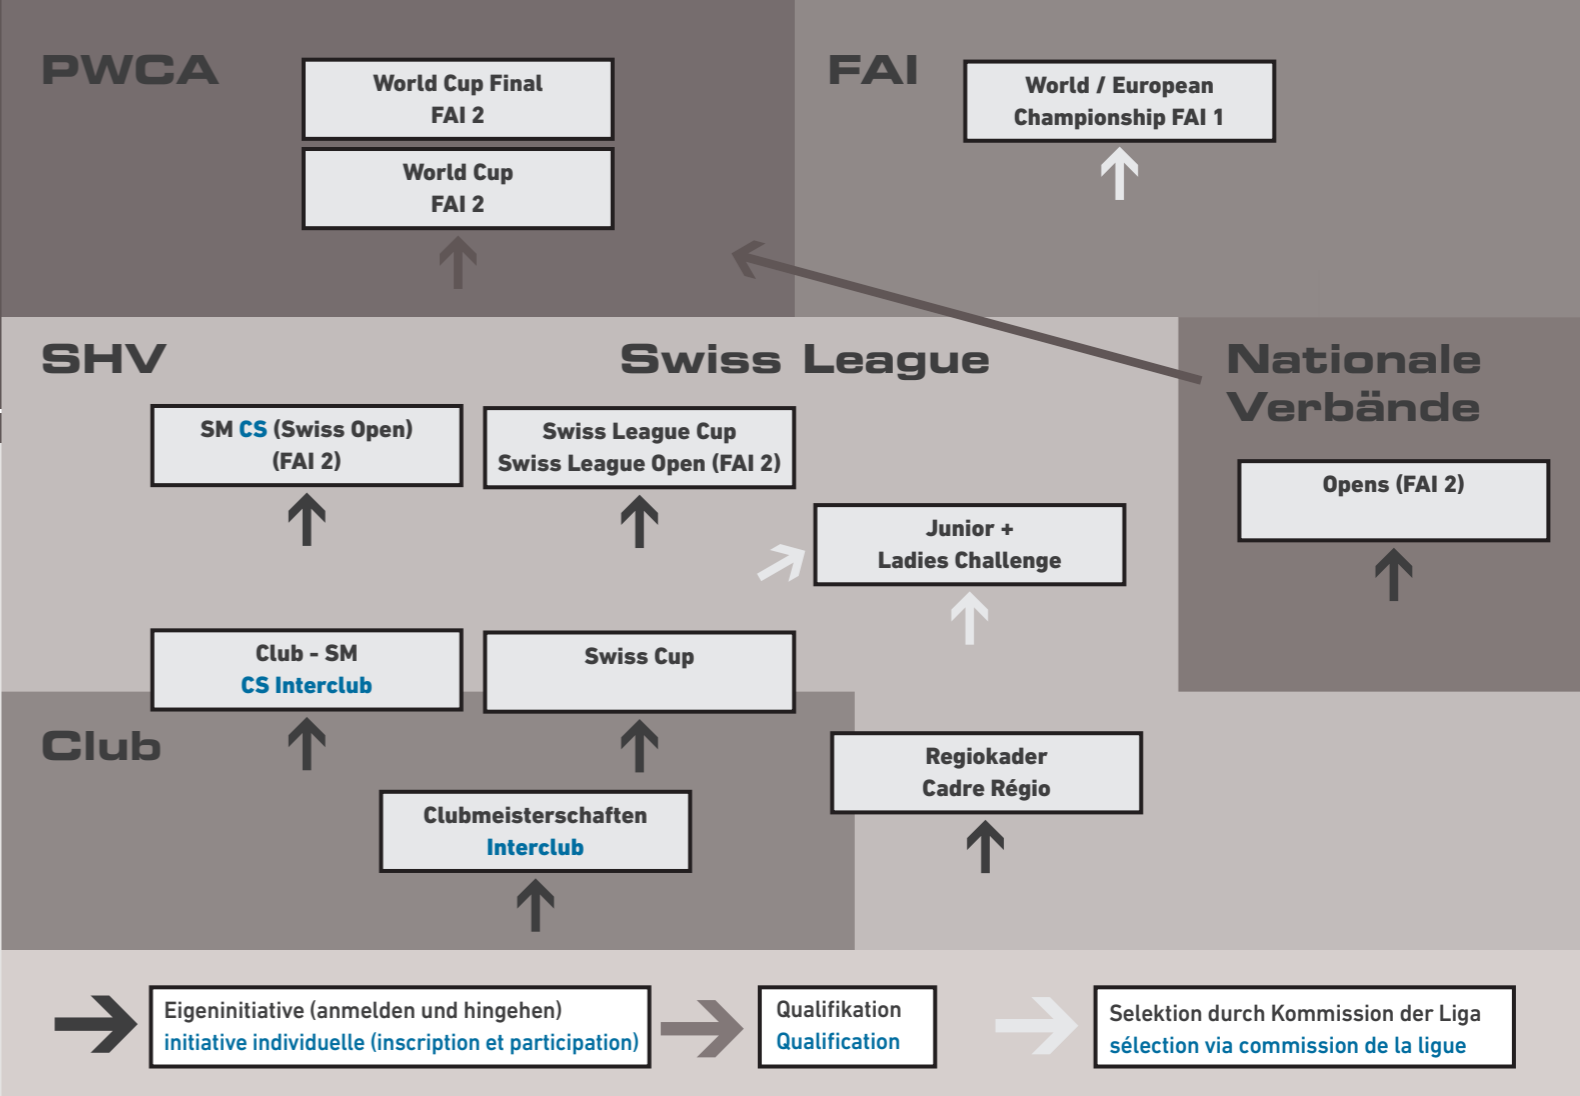 PWCA
World Cup Final
FAI 2
World Cup
FAI 2
FAI
World / European
Championship FAI 1
SHV
Swiss League
Nationale
Verbände
SM CS (Swiss Open)
(FAI 2)
Swiss League Cup
Swiss League Open (FAI 2)
Opens (FAI 2)
Junior +
Ladies Challenge
Club - SM
CS Interclub
Swiss Cup
Club
Regiokader
Cadre Régio
Clubmeisterschaften
Interclub
Eigeninitiative (anmelden und hingehen)
initiative individuelle (inscription et participation)
Qualifikation
Qualification
Selektion durch Kommission der Liga
sélection via commission de la ligue